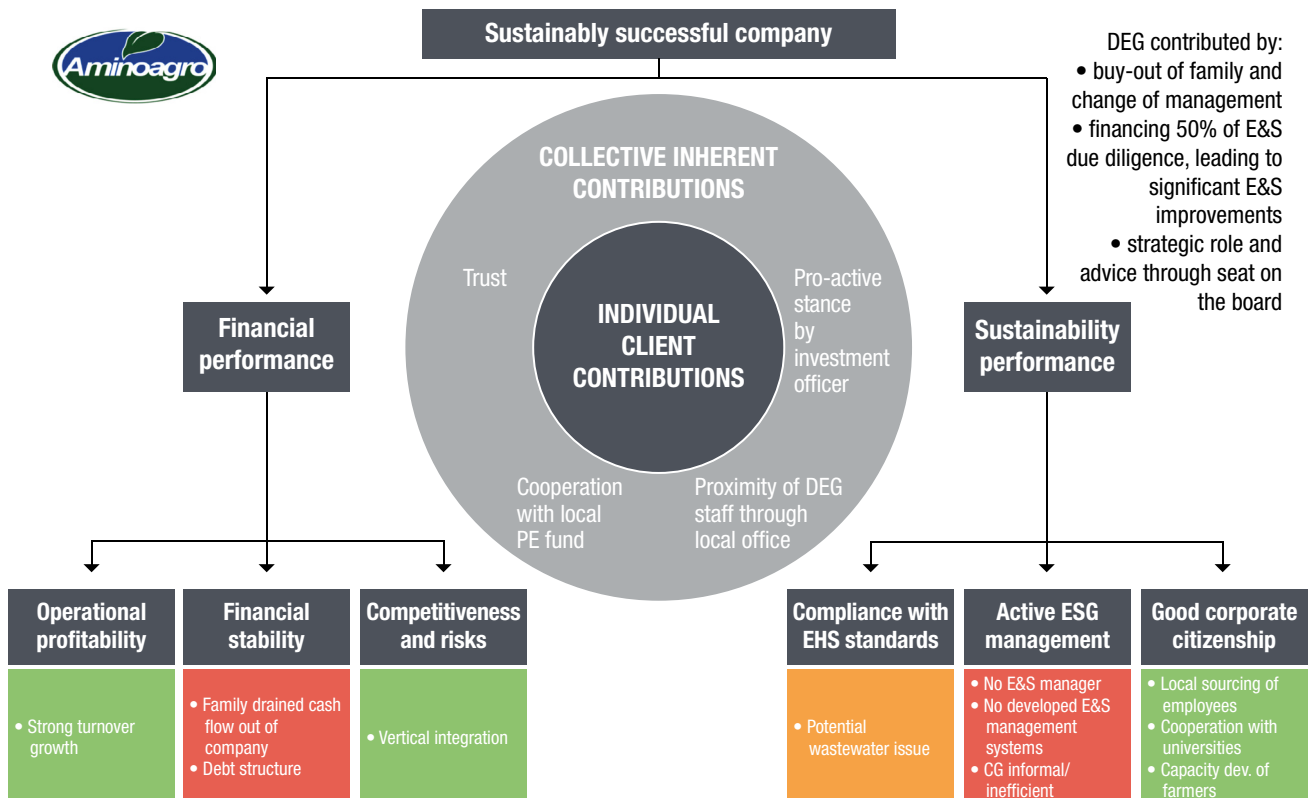 Aminoagro
Sustainably successful company
DEG contributed by:
• buy-out of family and
change of management
• financing 50% of E&S
due diligence, leading to
significant E&S
improvements
• strategic role and
advice through seat on
the board
COLLECTIVE INHERENT
CONTRIBUTIONS
Trust
Pro-active
stance
by
investment
officer
INDIVIDUAL
CLIENT
CONTRIBUTIONS
Cooperation
with local
PE fund
Proximity of DEG
staff through
local office
Financial
performance
Sustainability
performance
Operational
profitability
• Strong turnover
growth
Financial
stability
• Family drained cash
flow out of
company
• Debt structure
Competitiveness
and risks
• Vertical integration
Compliance with
EHS standards
• Potential
wastewater issue
Active ESG
management
• No E&S manager
• No developed E&S
management
systems
• CG informal/
inefficient
Good corporate
citizenship
• Local sourcing of
employees
• Cooperation with
universities
• Capacity dev. of
farmers